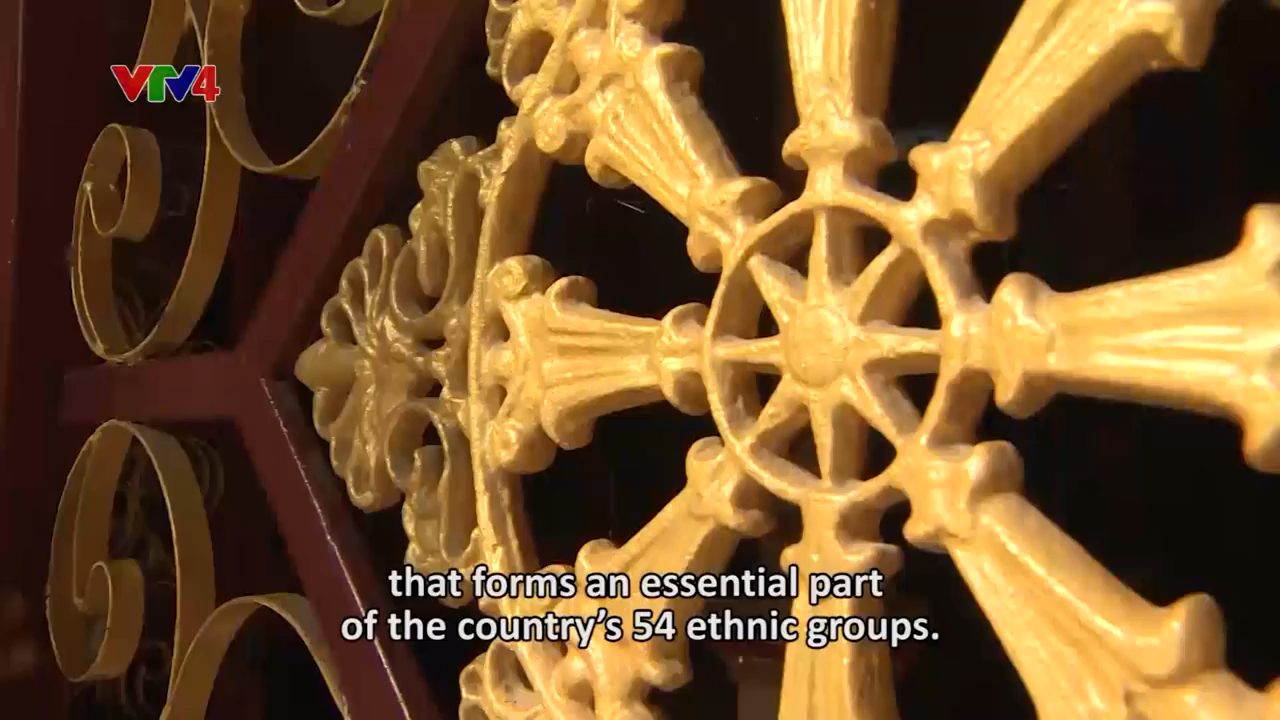 VTV4
that forms an essential part
of the country’s 54 ethnic groups.